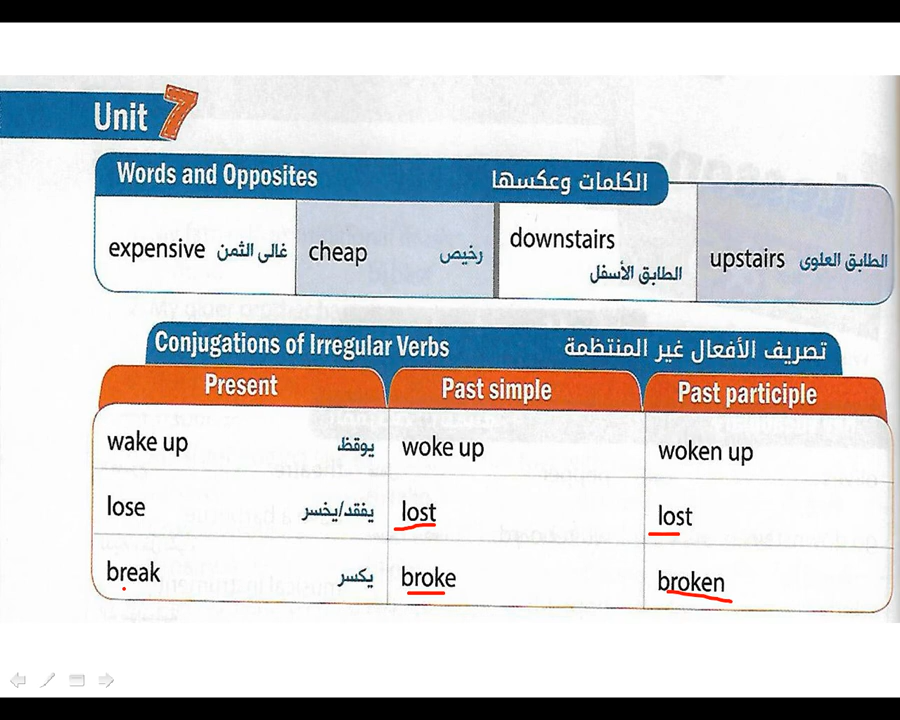 Unit 7
Words and Opposites الكلمات وعكسها
expensive غالى الثمن cheap رخيص downstairs الطابق الأسفل upstairs الطابق العلوى
Conjugations of Irregular Verbs تصريف الأفعال غير المنتظمة
Present Past simple Past participle
wake up يوقظ woke up woken up
lose يفقد/يخسر lost lost
break يكسر broke broken